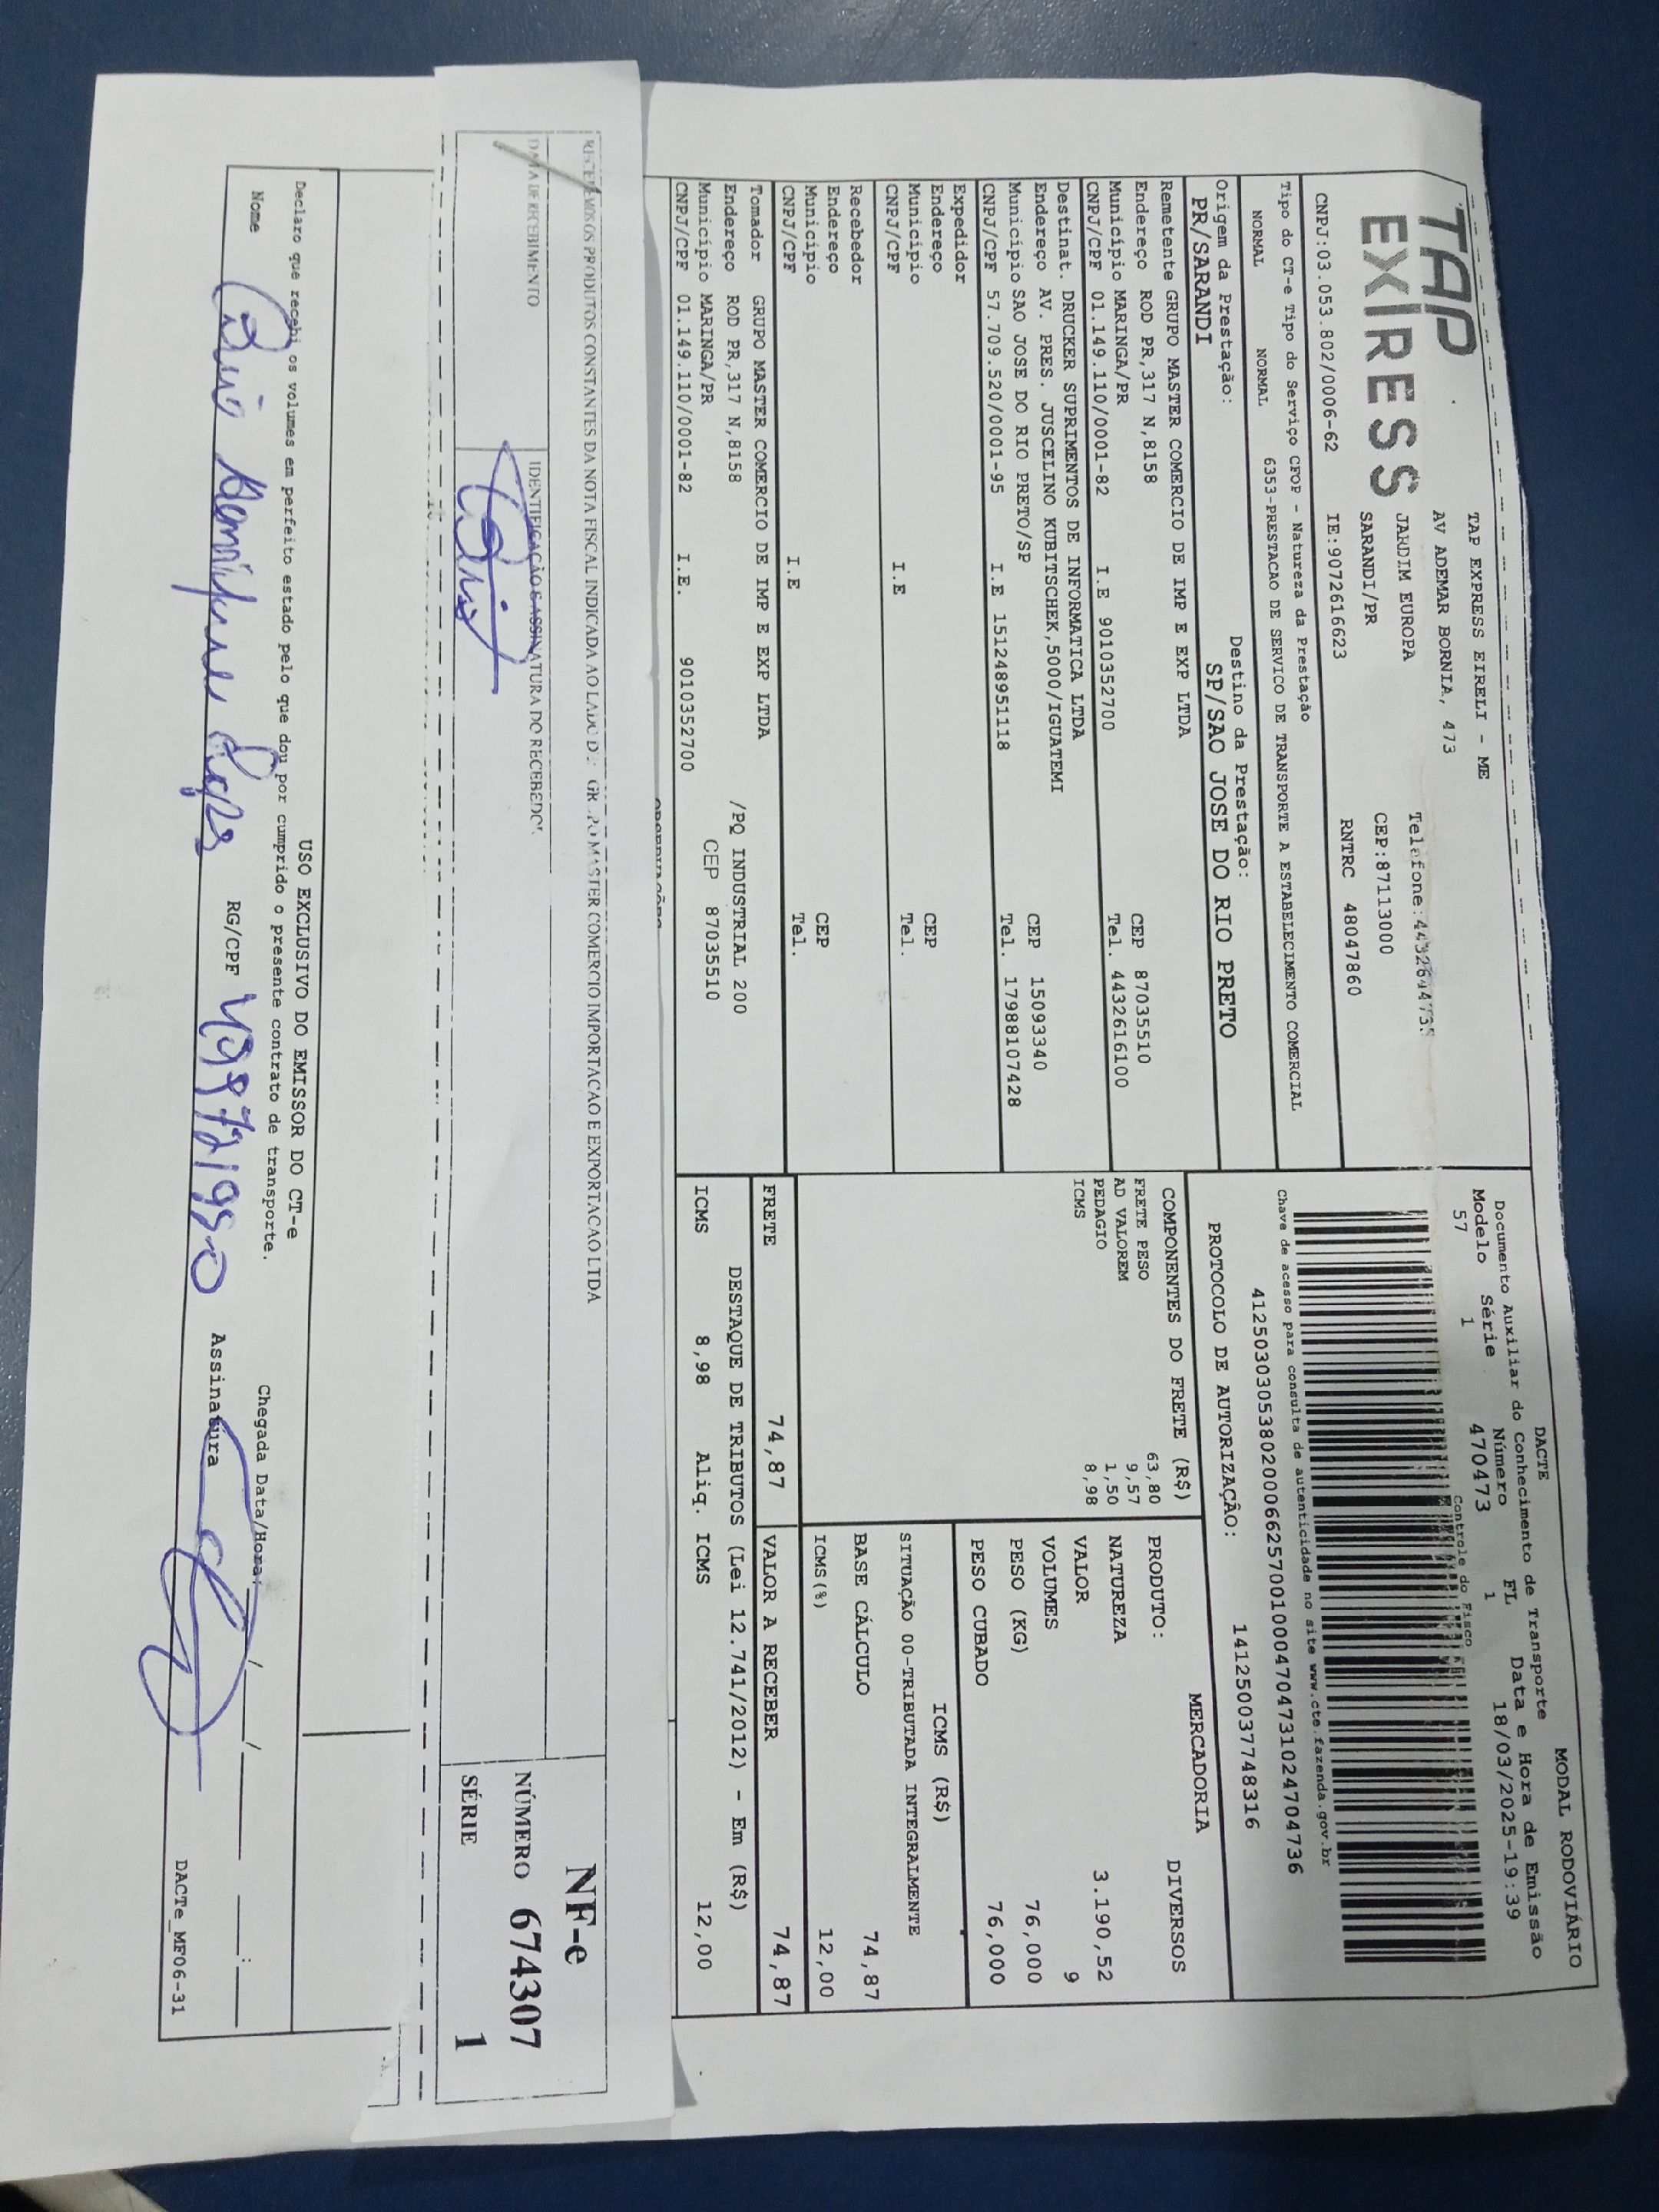 TAP
EXPRESS
TAP EXPRESS EIRELI - ME
AV ADEMAR BORNIA, 473
JARDIM EUROPA
SARANDI/PR
CEP:87113000
CNPJ:03.053.802/0006-62 IE:9072616623 RNTRC 48047860
DACTE MODAL RODOVIÁRIO
Documento Auxiliar do Conhecimento de Transporte
Modelo Série Número FL Data e Hora de Emissão
57 1 470473 1 18/03/2025-19:39
Controle do Fisco
Chave de acesso para consulta de autenticidade no site www.cte.fazenda.gov.br
41250303053802000662570010004704731024704736
PROTOCOLO DE AUTORIZAÇÃO: 141250037748316
Tipo do CT-e Tipo do Serviço CFOP - Natureza da Prestação
NORMAL NORMAL 6353-PRESTACAO DE SERVICO DE TRANSPORTE A ESTABELECIMENTO COMERCIAL
Origem da Prestação: Destino da Prestação:
PR/SARANDI SP/SAO JOSE DO RIO PRETO
Remetente GRUPO MASTER COMERCIO DE IMP E EXP LTDA
Endereço ROD PR,317 N,8158 CEP 87035510
Município MARINGA/PR Tel. 4432616100
CNPJ/CPF 01.149.110/0001-82 I.E 9010352700
Destinat. DRUCKER SUPRIMENTOS DE INFORMATICA LTDA
Endereço AV. PRES. JUSCELINO KUBITSCHEK,5000/IGUATEMI
Município SAO JOSE DO RIO PRETO/SP CEP 15093340
CNPJ/CPF 57.709.520/0001-95 I.E 151248951118 Tel. 17988107428
Expedidor
Endereço
Município CEP
CNPJ/CPF I.E Tel.
Recebedor
Endereço
Município CEP
CNPJ/CPF I.E Tel.
Tomador GRUPO MASTER COMERCIO DE IMP E EXP LTDA
Endereço ROD PR,317 N,8158 /PQ INDUSTRIAL 200
Município MARINGA/PR CEP 87035510
CNPJ/CPF 01.149.110/0001-82 I.E. 9010352700
COMPONENTES DO FRETE (R$)
FRETE PESO 63,80
AD VALOREM 9,57
PEDAGIO 1,50
ICMS 8,98
MERCADORIA
PRODUTO: DIVERSOS
NATUREZA
VALOR 3.190,52
VOLUMES 9
PESO (KG) 76,000
PESO CUBADO 76,000
ICMS (R$)
SITUAÇÃO 00-TRIBUTADA INTEGRALMENTE
BASE CÁLCULO 74,87
ICMS(%) 12,00
FRETE 74,87 VALOR A RECEBER 74,87
DESTAQUE DE TRIBUTOS (Lei 12.741/2012) - Em (R$)
ICMS 8,98 Aliq. ICMS 12,00
RECEBEMOS OS PRODUTOS CONSTANTES DA NOTA FISCAL INDICADA AO LADO DE GRUPO MASTER COMERCIO IMPORTACAO E EXPORTACAO LTDA
DATA DE RECEBIMENTO IDENTIFICAÇÃO E ASSINATURA DO RECEBEDOR
NF-e
NÚMERO 674307
SÉRIE 1
USO EXCLUSIVO DO EMISSOR DO CT-e
Declaro que recebi os volumes em perfeito estado pelo que dou por cumprido o presente contrato de transporte.
Chegada Data/Hora: / / :
Nome RG/CPF Assinatura
DACTe_MF06-31